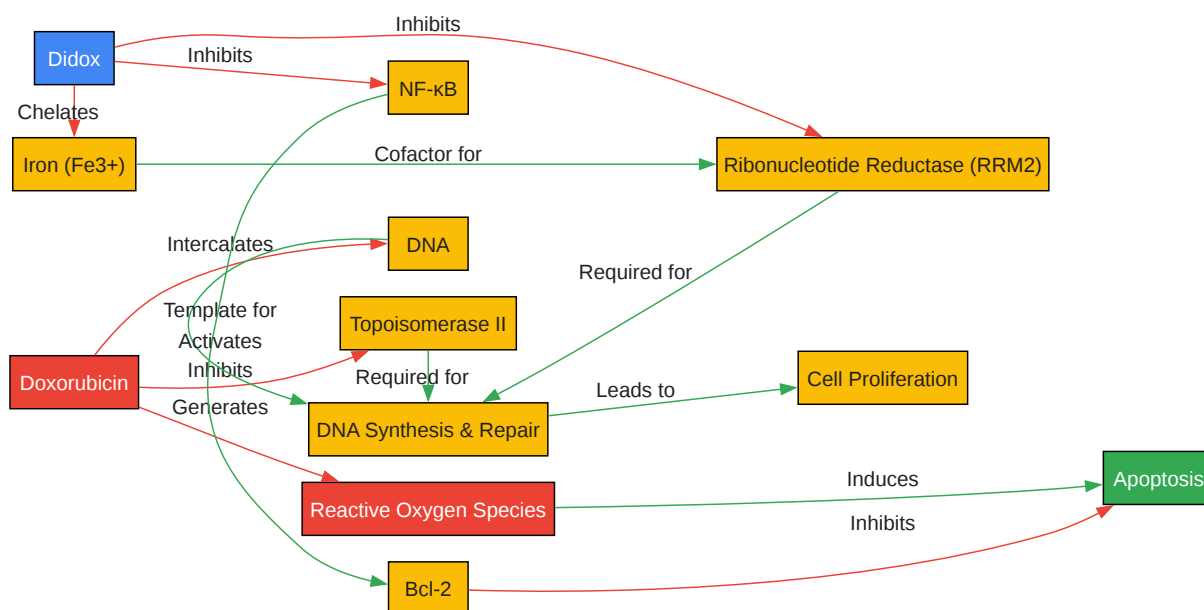 Inhibits
Didox
Inhibits
NF-κB
Chelates
Iron (Fe3+)
Cofactor for
Ribonucleotide Reductase (RRM2)
Intercalates
DNA
Required for
Template for
Topoisomerase II
Activates
Doxorubicin
Inhibits
Required for
Cell Proliferation
Leads to
Generates
DNA Synthesis & Repair
Induces
Apoptosis
Reactive Oxygen Species
Inhibits
Bcl-2